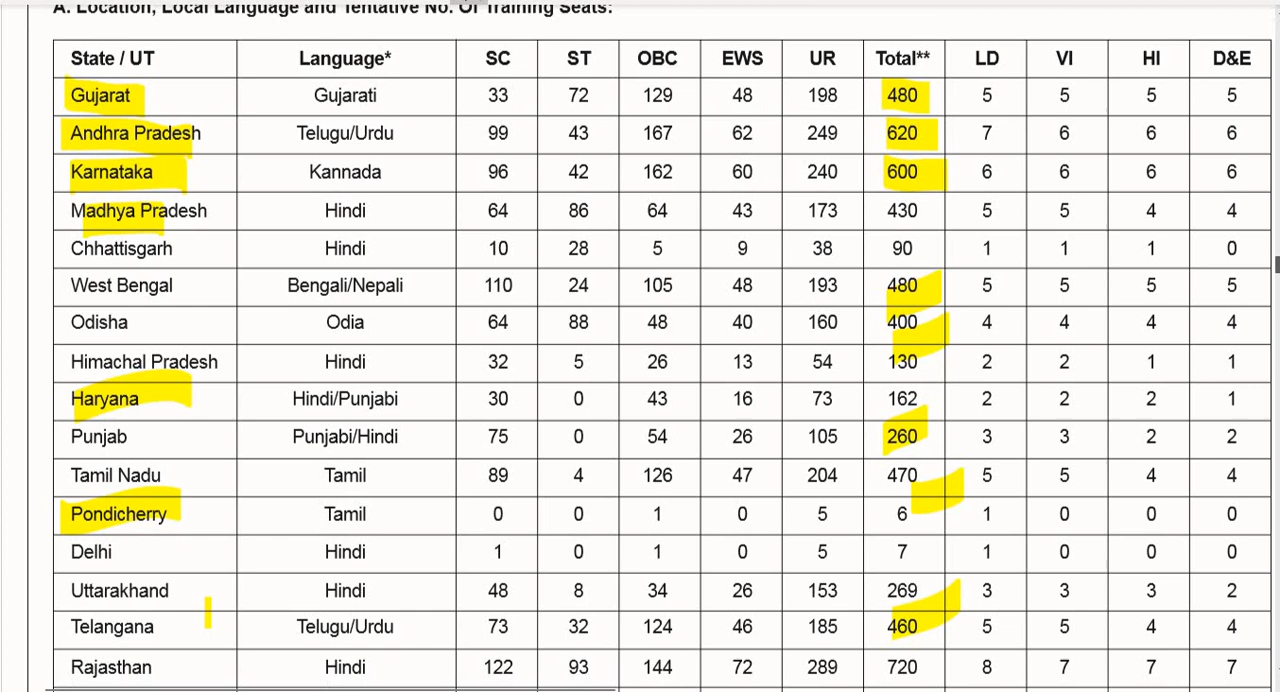 A. Location, Local Language and Tentative No. Of Training Seats:
State / UT Language* SC ST OBC EWS UR Total** LD VI HI D&E
Gujarat Gujarati 33 72 129 48 198 480 5 5 5 5
Andhra Pradesh Telugu/Urdu 99 43 167 62 249 620 7 6 6 6
Karnataka Kannada 96 42 162 60 240 600 6 6 6 6
Madhya Pradesh Hindi 64 86 64 43 173 430 5 5 4 4
Chhattisgarh Hindi 10 28 5 9 38 90 1 1 1 0
West Bengal Bengali/Nepali 110 24 105 48 193 480 5 5 5 5
Odisha Odia 64 88 48 40 160 400 4 4 4 4
Himachal Pradesh Hindi 32 5 26 13 54 130 2 2 1 1
Haryana Hindi/Punjabi 30 0 43 16 73 162 2 2 2 1
Punjab Punjabi/Hindi 75 0 54 26 105 260 3 3 2 2
Tamil Nadu Tamil 89 4 126 47 204 470 5 5 4 4
Pondicherry Tamil 0 0 1 0 5 6 1 0 0 0
Delhi Hindi 1 0 1 0 5 7 1 0 0 0
Uttarakhand Hindi 48 8 34 26 153 269 3 3 3 2
Telangana Telugu/Urdu 73 32 124 46 185 460 5 5 4 4
Rajasthan Hindi 122 93 144 72 289 720 8 7 7 7